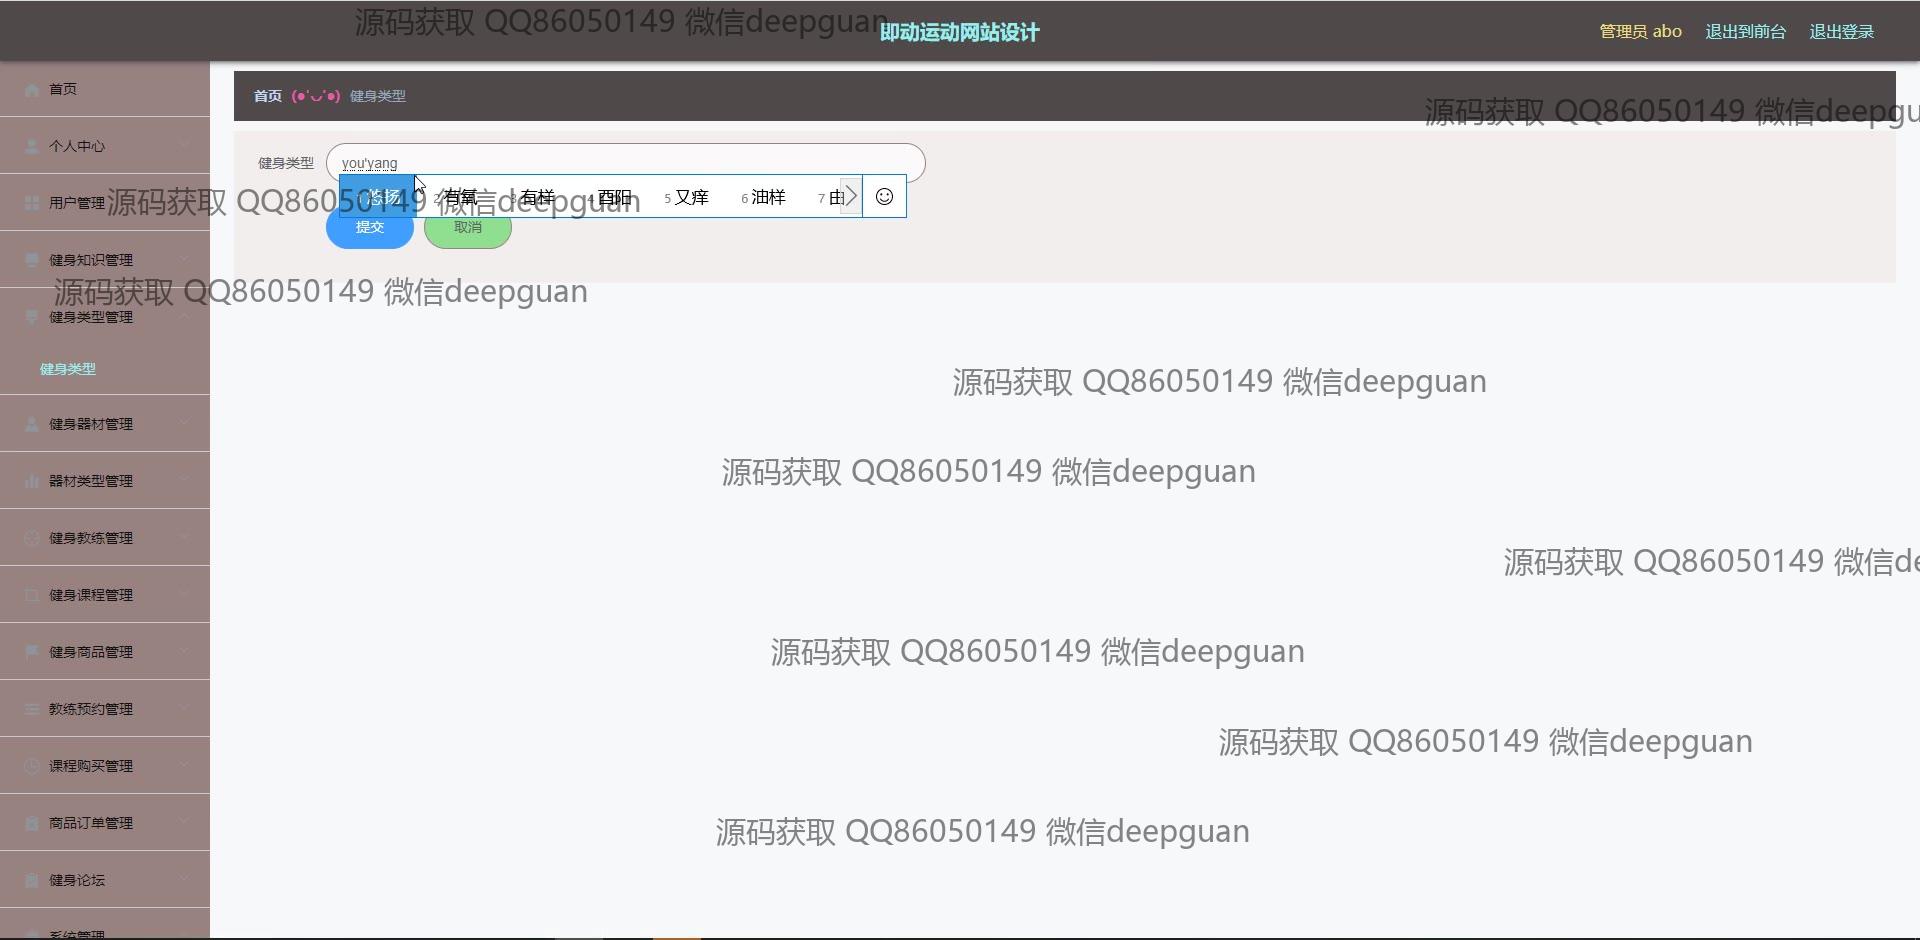 源码获取 QQ86050149 微信deepguan
即动运动网站设计
管理员 abo
退出到前台
退出登录
首页 (●'◡'●) 健身类型
源码获取 QQ86050149 微信deepgu
健身类型 you'yang
1 悠扬 2 有氧 3 有样 4 酉阳 5 又痒 6 油样 7 由
提交 取消
源码获取 QQ86050149 微信deepguan
源码获取 QQ86050149 微信deepguan
首页
个人中心
用户管理
健身知识管理
健身类型管理
健身类型
健身器材管理
器材类型管理
健身教练管理
健身课程管理
健身商品管理
教练预约管理
课程购买管理
商品订单管理
健身论坛
系统管理
源码获取 QQ86050149 微信deepguan
源码获取 QQ86050149 微信deepguan
源码获取 QQ86050149 微信de
源码获取 QQ86050149 微信deepguan
源码获取 QQ86050149 微信deepguan
源码获取 QQ86050149 微信deepguan